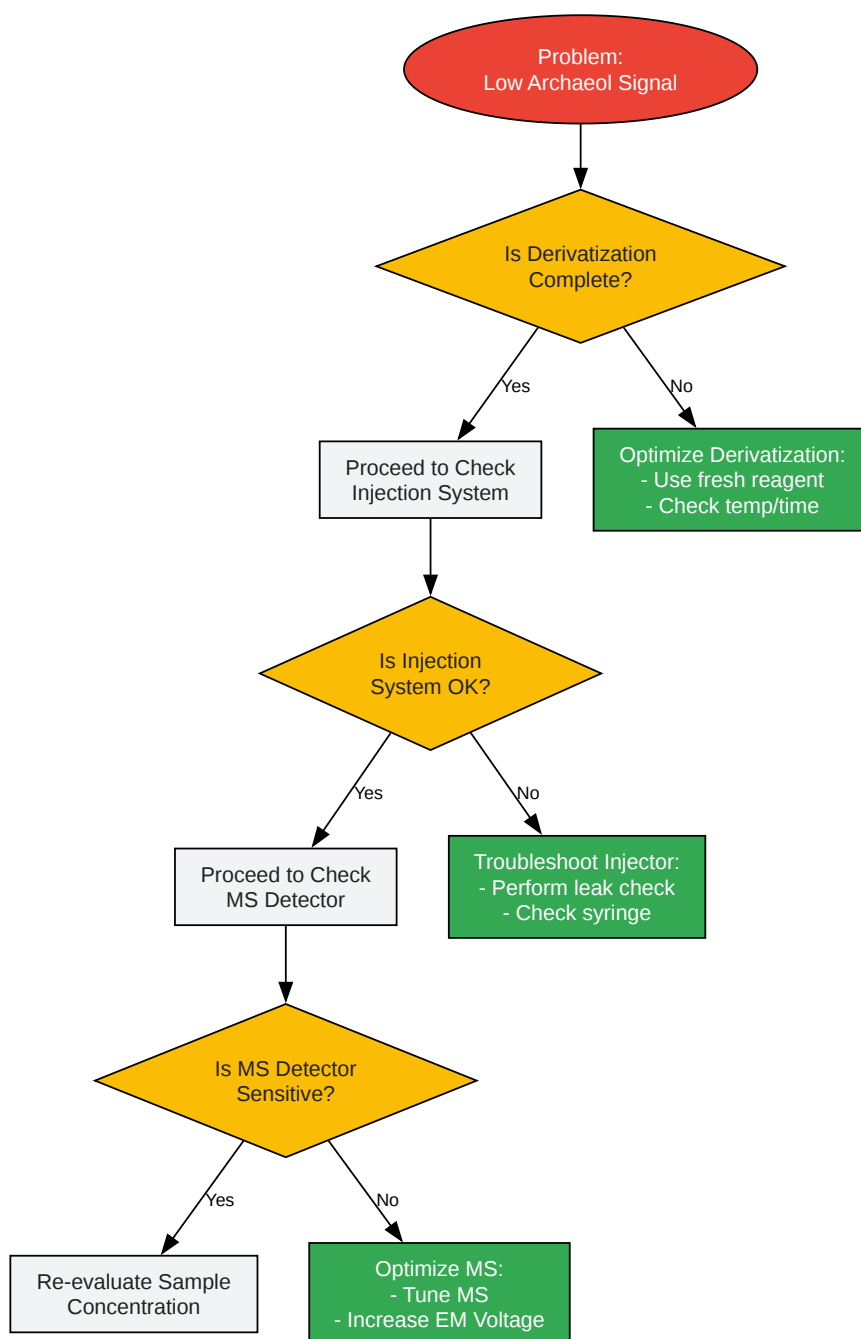 Problem:
Low Archaeol Signal
Is Derivatization
Complete?
Yes
No
Proceed to Check
Injection System
Optimize Derivatization:
- Use fresh reagent
- Check temp/time
Is Injection
System OK?
Yes
No
Proceed to Check
MS Detector
Troubleshoot Injector:
- Perform leak check
- Check syringe
Is MS Detector
Sensitive?
Yes
No
Re-evaluate Sample
Concentration
Optimize MS:
- Tune MS
- Increase EM Voltage